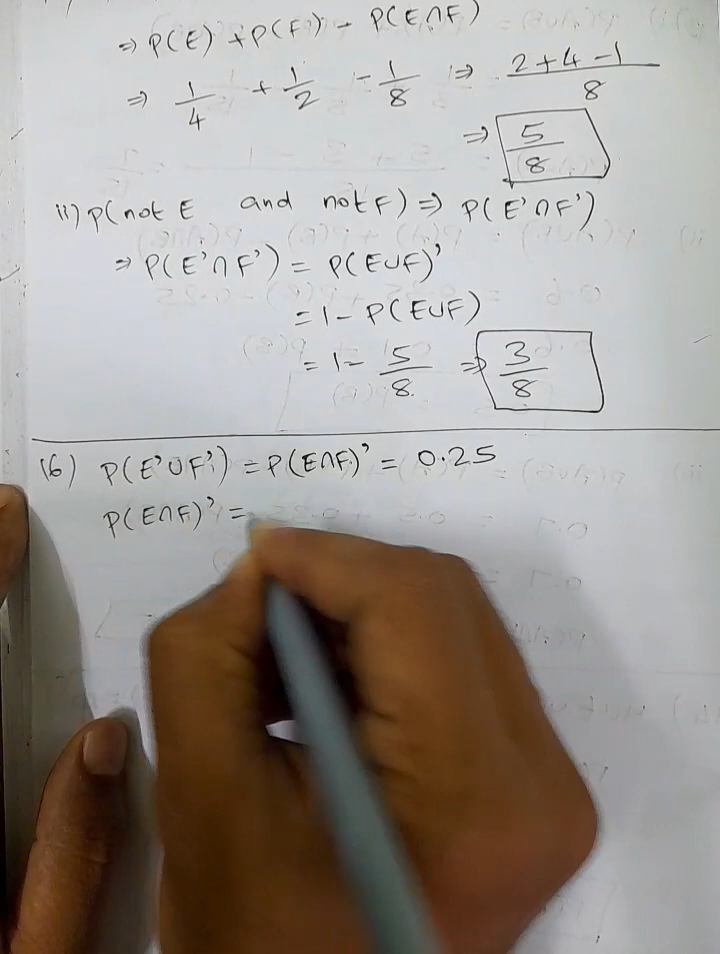 ⇒ P(E) + P(F) - P(E∩F)
⇒ 1/4 + 1/2 - 1/8 ⇒ 2+4-1/8
⇒ 5/8
ii) P(not E and not F) ⇒ P(E'∩F')
⇒ P(E'∩F') = P(E∪F)'
= 1 - P(E∪F)
= 1 - 5/8 ⇒ 3/8
16) P(E'∪F') = P(E∩F)' = 0.25
P(E∩F)' =